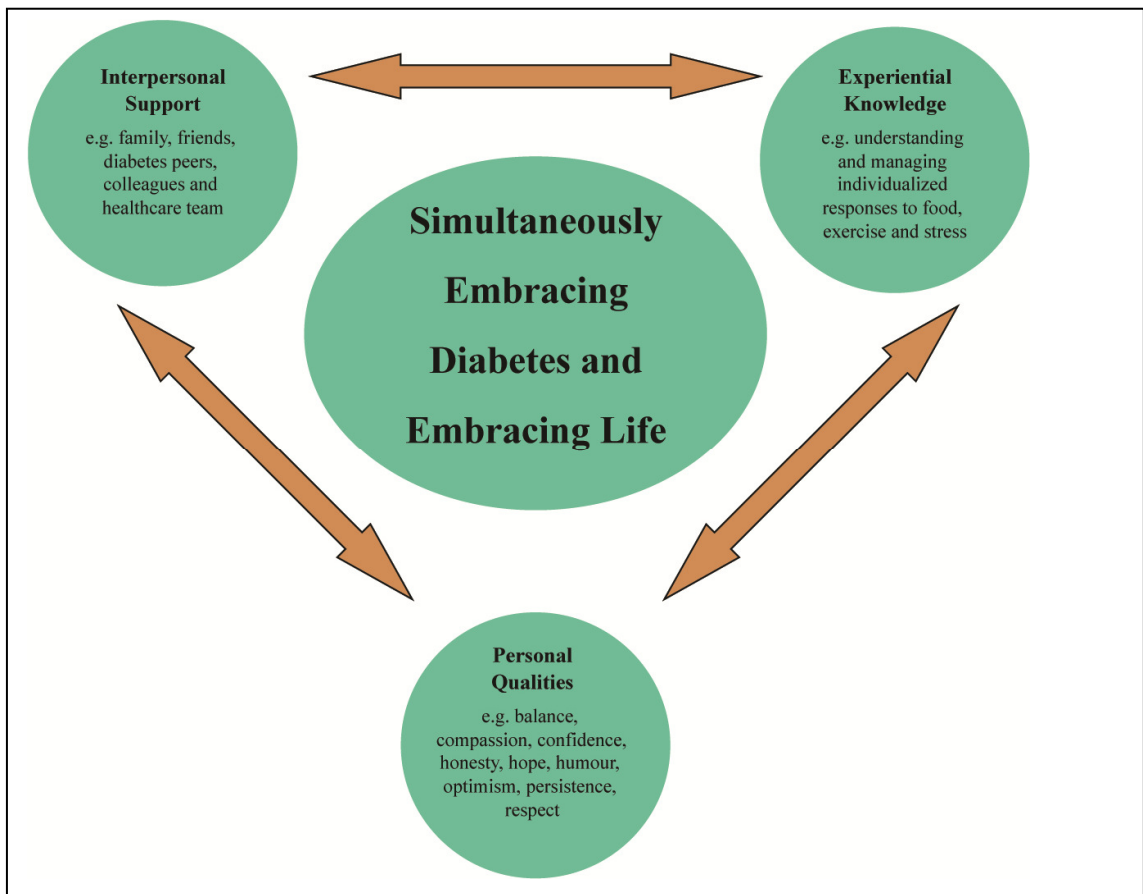 Interpersonal
Support
e.g. family, friends,
diabetes peers,
colleagues and
healthcare team
Experiential
Knowledge
e.g. understanding
and managing
individualized
responses to food,
exercise and stress
Simultaneously
Embracing
Diabetes and
Embracing Life
Personal
Qualities
e.g. balance,
compassion, confidence,
honesty, hope, humour,
optimism, persistence,
respect